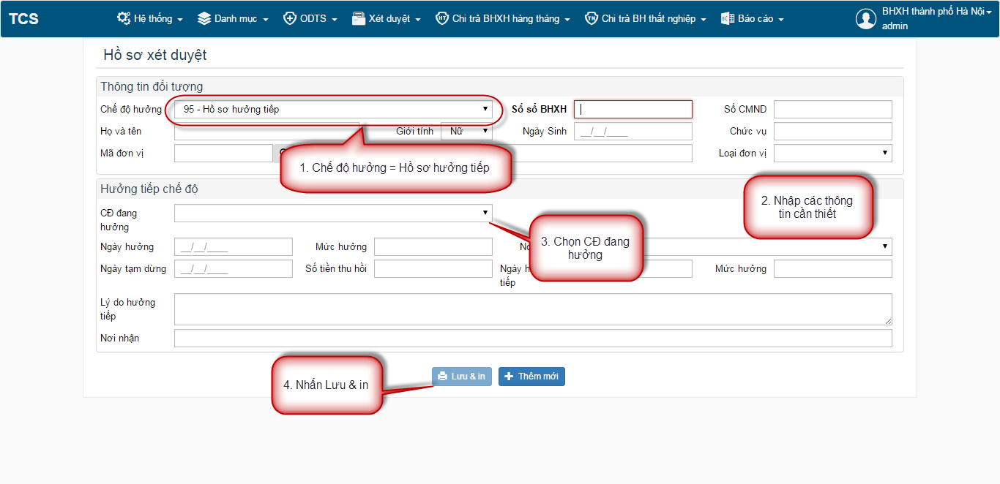 TCS
Hệ thống
Danh mục
ODTS
Xét duyệt
Chi trả BHXH hàng tháng
Chi trả BH thất nghiệp
Báo cáo
BHXH thành phố Hà Nội
admin
Hồ sơ xét duyệt
Thông tin đối tượng
Chế độ hưởng
95 - Hồ sơ hưởng tiếp
Số sổ BHXH
Số CMND
Họ và tên
Giới tính
Nữ
Ngày Sinh
__/__/____
Chức vụ
Mã đơn vị
Loại đơn vị
1. Chế độ hưởng = Hồ sơ hưởng tiếp
Hưởng tiếp chế độ
2. Nhập các thông
tin cần thiết
CĐ đang
hưởng
3. Chọn CĐ đang
hưởng
Ngày hưởng
__/__/____
Mức hưởng
Ngày tạm dừng
__/__/____
Số tiền thu hồi
Ngày
tiếp
Mức hưởng
Lý do hưởng
tiếp
Nơi nhận
4. Nhấn Lưu & in
Lưu & in
Thêm mới